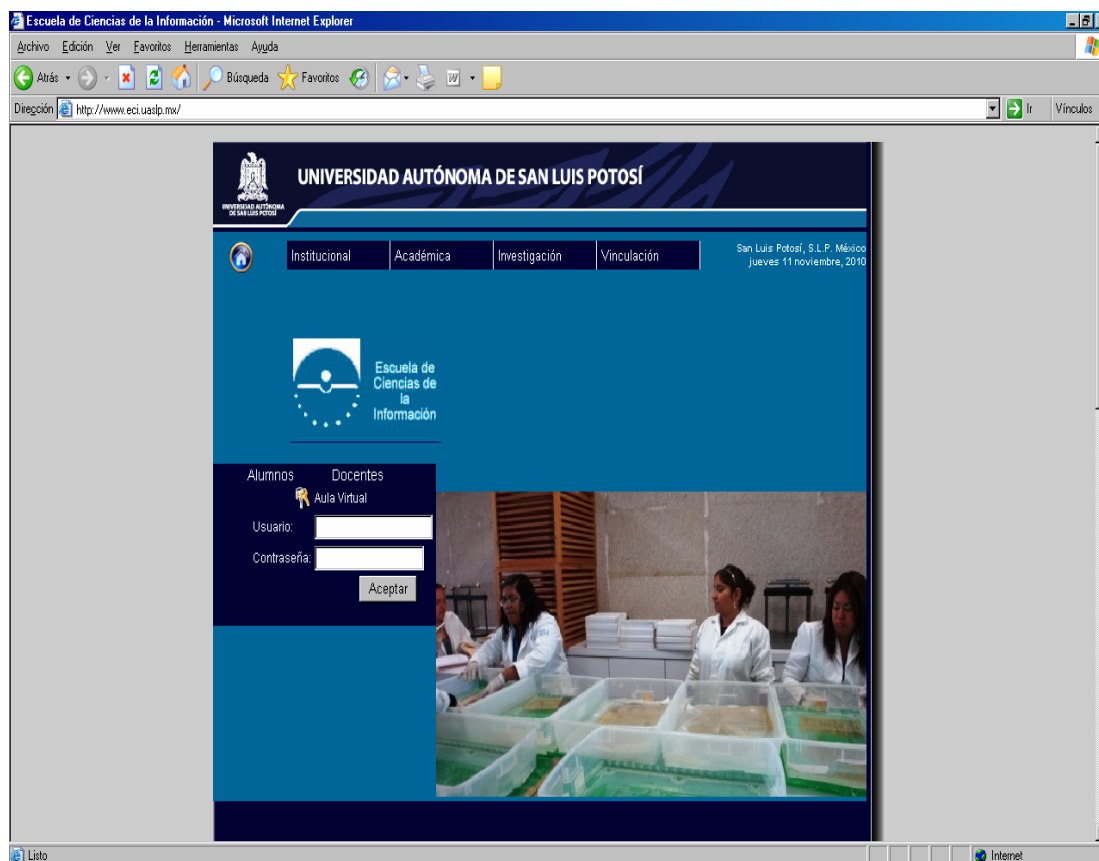 Escuela de Ciencias de la Información - Microsoft Internet Explorer
Archivo Edición Ver Favoritos Herramientas Ayuda
Atrás Búsqueda Favoritos
Dirección http://www.eci.uaslp.mx/ Ir Vínculos
UNIVERSIDAD AUTÓNOMA DE SAN LUIS POTOSÍ
UNIVERSIDAD AUTÓNOMA
DE SAN LUIS POTOSÍ
Institucional Académica Investigación Vinculación
San Luis Potosí, S.L.P. México
jueves 11 noviembre, 2010
Escuela de
Ciencias de
la
Información
Alumnos Docentes
Aula Virtual
Usuario:
Contraseña:
Aceptar
Listo Internet